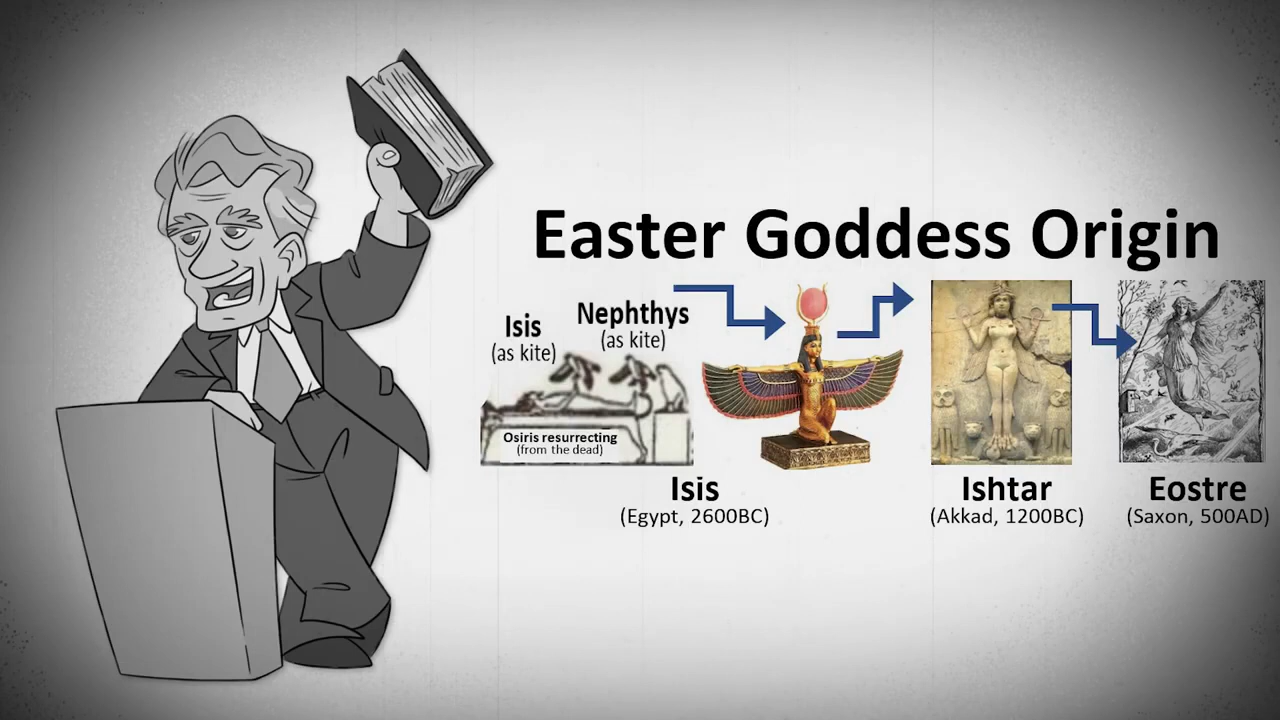 Easter Goddess Origin
Isis
(as kite)
Nephthys
(as kite)
Osiris resurrecting
(from the dead)
Isis
(Egypt, 2600BC)
Ishtar
(Akkad, 1200BC)
Eostre
(Saxon, 500AD)